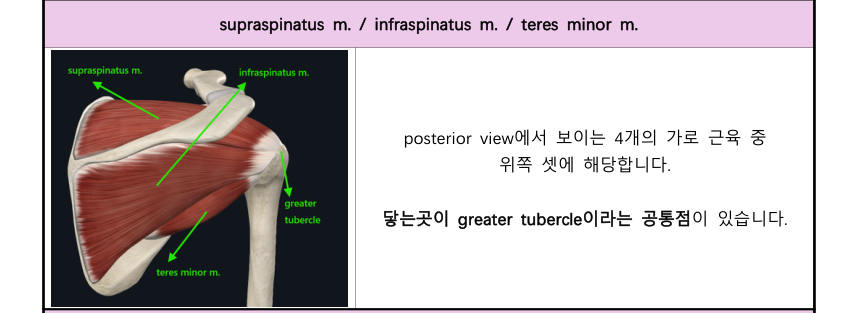 supraspinatus m. / infraspinatus m. / teres minor m.
supraspinatus m.
infraspinatus m.
greater
tubercle
teres minor m.
posterior view에서 보이는 4개의 가로 근육 중
위쪽 셋에 해당합니다.
닿는곳이 greater tubercle이라는 공통점이 있습니다.